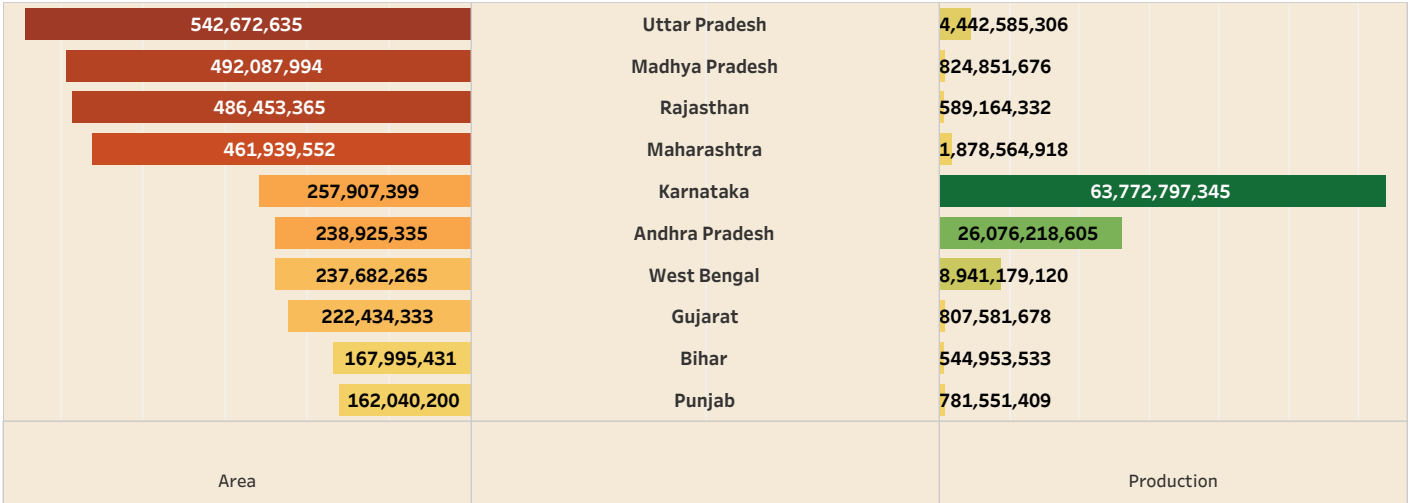 542,672,635 Uttar Pradesh 4,442,585,306
492,087,994 Madhya Pradesh 824,851,676
486,453,365 Rajasthan 589,164,332
461,939,552 Maharashtra 1,878,564,918
257,907,399 Karnataka 63,772,797,345
238,925,335 Andhra Pradesh 26,076,218,605
237,682,265 West Bengal 8,941,179,120
222,434,333 Gujarat 807,581,678
167,995,431 Bihar 544,953,533
162,040,200 Punjab 781,551,409
Area Production